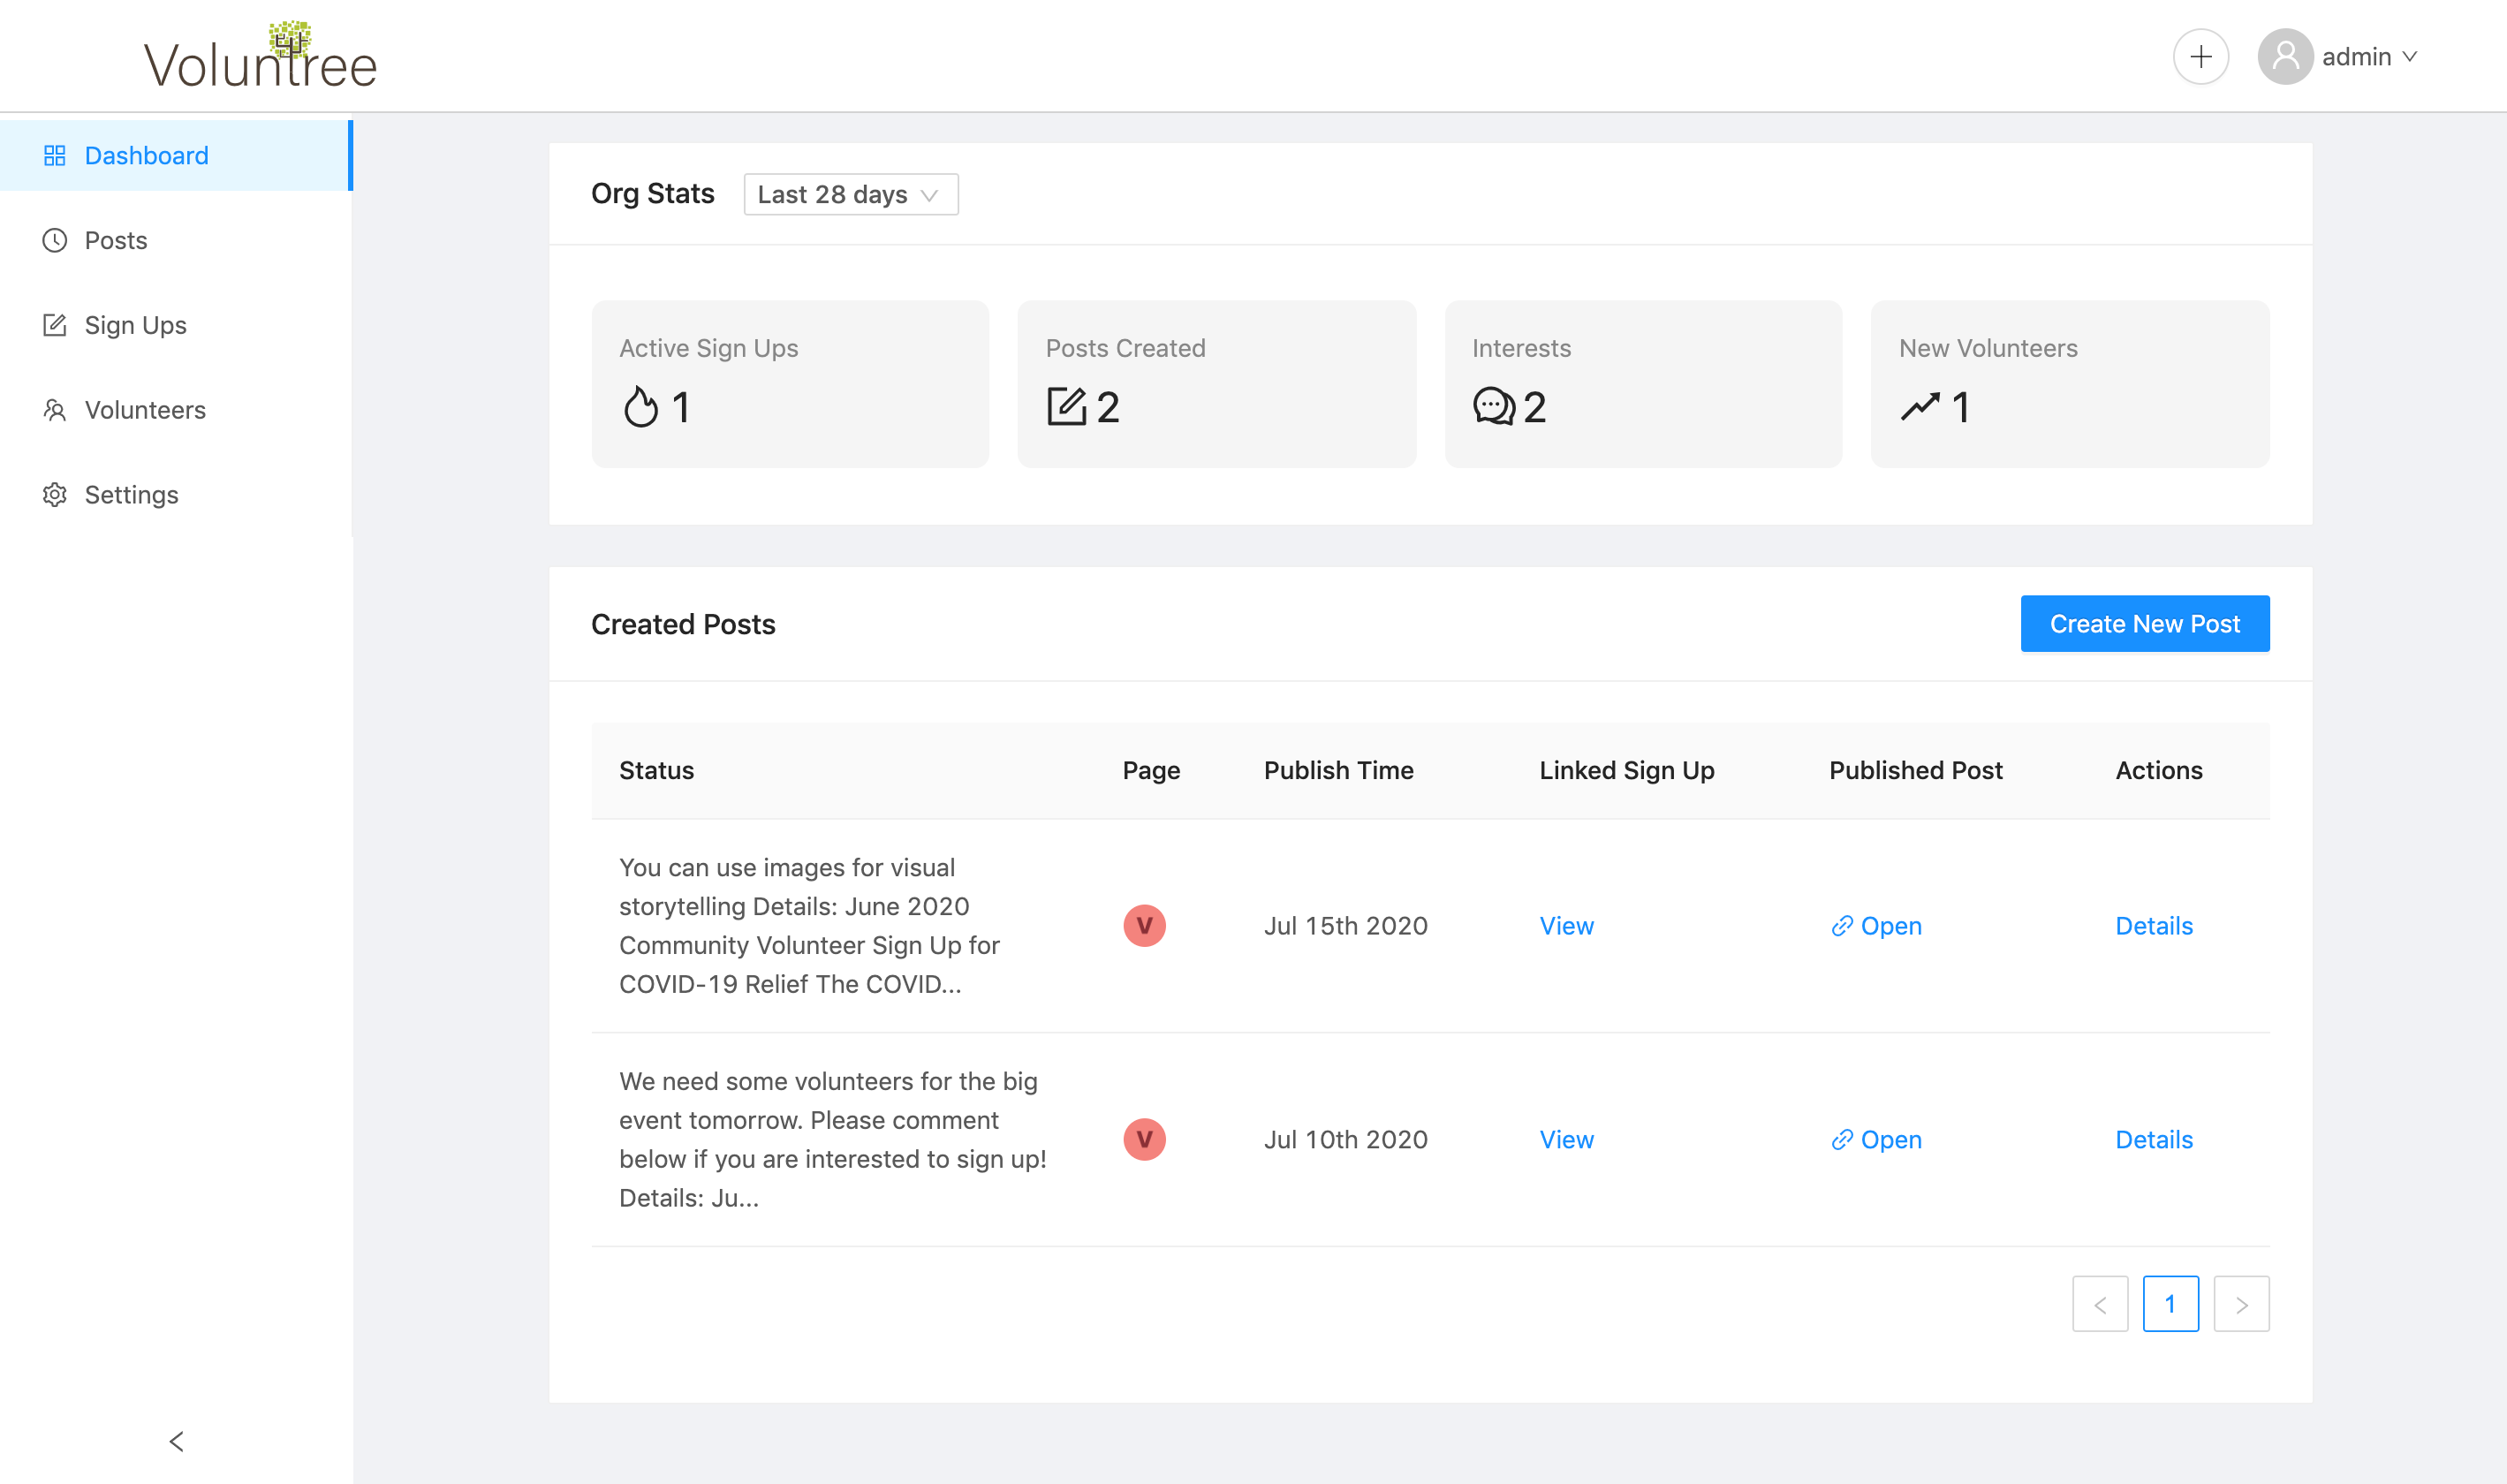 Voluntree
admin
Dashboard
Posts
Sign Ups
Volunteers
Settings
Org Stats
Last 28 days
Active Sign Ups
1
Posts Created
2
Interests
2
New Volunteers
1
Created Posts
Create New Post
Status Page Publish Time Linked Sign Up Published Post Actions
You can use images for visual
storytelling Details: June 2020
Community Volunteer Sign Up for
COVID-19 Relief The COVID...
V Jul 15th 2020 View Open Details
We need some volunteers for the big
event tomorrow. Please comment
below if you are interested to sign up!
Details: Ju...
V Jul 10th 2020 View Open Details
1